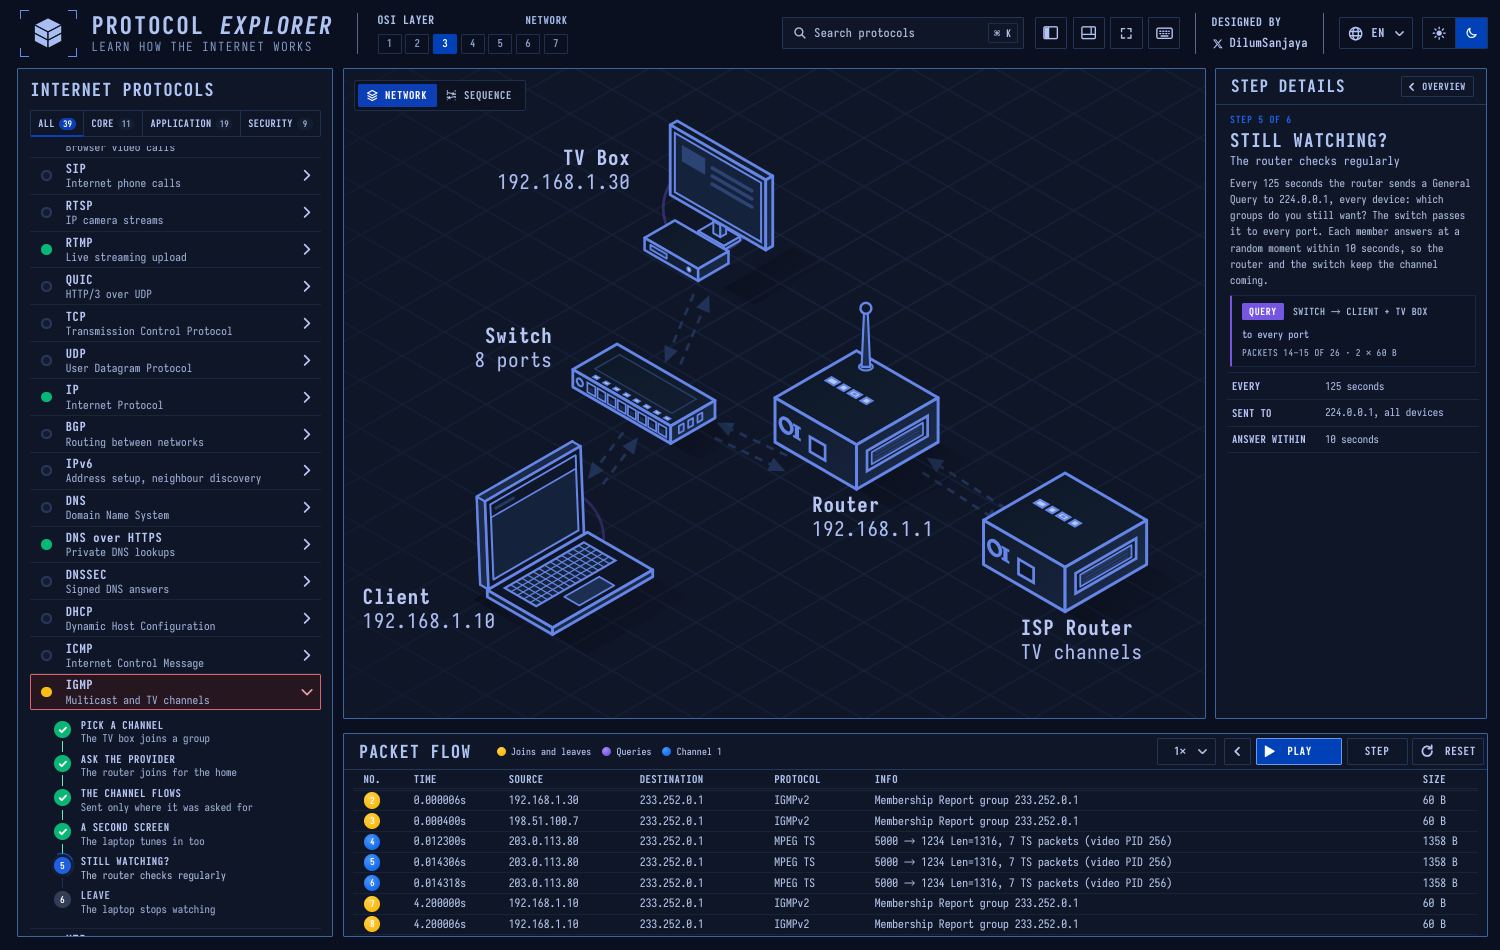 PROTOCOL EXPLORER
LEARN HOW THE INTERNET WORKS
OSI LAYER NETWORK
1 2 3 4 5 6 7
Search protocols ⌘ K
DESIGNED BY
DilumSanjaya
EN
INTERNET PROTOCOLS
ALL 39 CORE 11 APPLICATION 19 SECURITY 9
Browser video calls
SIP
Internet phone calls
RTSP
IP camera streams
RTMP
Live streaming upload
QUIC
HTTP/3 over UDP
TCP
Transmission Control Protocol
UDP
User Datagram Protocol
IP
Internet Protocol
BGP
Routing between networks
IPv6
Address setup, neighbour discovery
DNS
Domain Name System
DNS over HTTPS
Private DNS lookups
DNSSEC
Signed DNS answers
DHCP
Dynamic Host Configuration
ICMP
Internet Control Message
IGMP
Multicast and TV channels
PICK A CHANNEL
The TV box joins a group
ASK THE PROVIDER
The router joins for the home
THE CHANNEL FLOWS
Sent only where it was asked for
A SECOND SCREEN
The laptop tunes in too
5 STILL WATCHING?
The router checks regularly
6 LEAVE
The laptop stops watching
NETWORK SEQUENCE
TV Box
192.168.1.30
Switch
8 ports
Router
192.168.1.1
Client
192.168.1.10
ISP Router
TV channels
STEP DETAILS OVERVIEW
STEP 5 OF 6
STILL WATCHING?
The router checks regularly
Every 125 seconds the router sends a General
Query to 224.0.0.1, every device: which
groups do you still want? The switch passes
it to every port. Each member answers at a
random moment within 10 seconds, so the
router and the switch keep the channel
coming.
QUERY SWITCH → CLIENT + TV BOX
to every port
PACKETS 14–15 OF 26 · 2 × 60 B
EVERY 125 seconds
SENT TO 224.0.0.1, all devices
ANSWER WITHIN 10 seconds
PACKET FLOW Joins and leaves Queries Channel 1 1× PLAY STEP RESET
NO. TIME SOURCE DESTINATION PROTOCOL INFO SIZE
2 0.000006s 192.168.1.30 233.252.0.1 IGMPv2 Membership Report group 233.252.0.1 60 B
3 0.000400s 198.51.100.7 233.252.0.1 IGMPv2 Membership Report group 233.252.0.1 60 B
4 0.012300s 203.0.113.80 233.252.0.1 MPEG TS 5000 → 1234 Len=1316, 7 TS packets (video PID 256) 1358 B
5 0.014306s 203.0.113.80 233.252.0.1 MPEG TS 5000 → 1234 Len=1316, 7 TS packets (video PID 256) 1358 B
6 0.014318s 203.0.113.80 233.252.0.1 MPEG TS 5000 → 1234 Len=1316, 7 TS packets (video PID 256) 1358 B
7 4.200000s 192.168.1.10 233.252.0.1 IGMPv2 Membership Report group 233.252.0.1 60 B
8 4.200006s 192.168.1.10 233.252.0.1 IGMPv2 Membership Report group 233.252.0.1 60 B